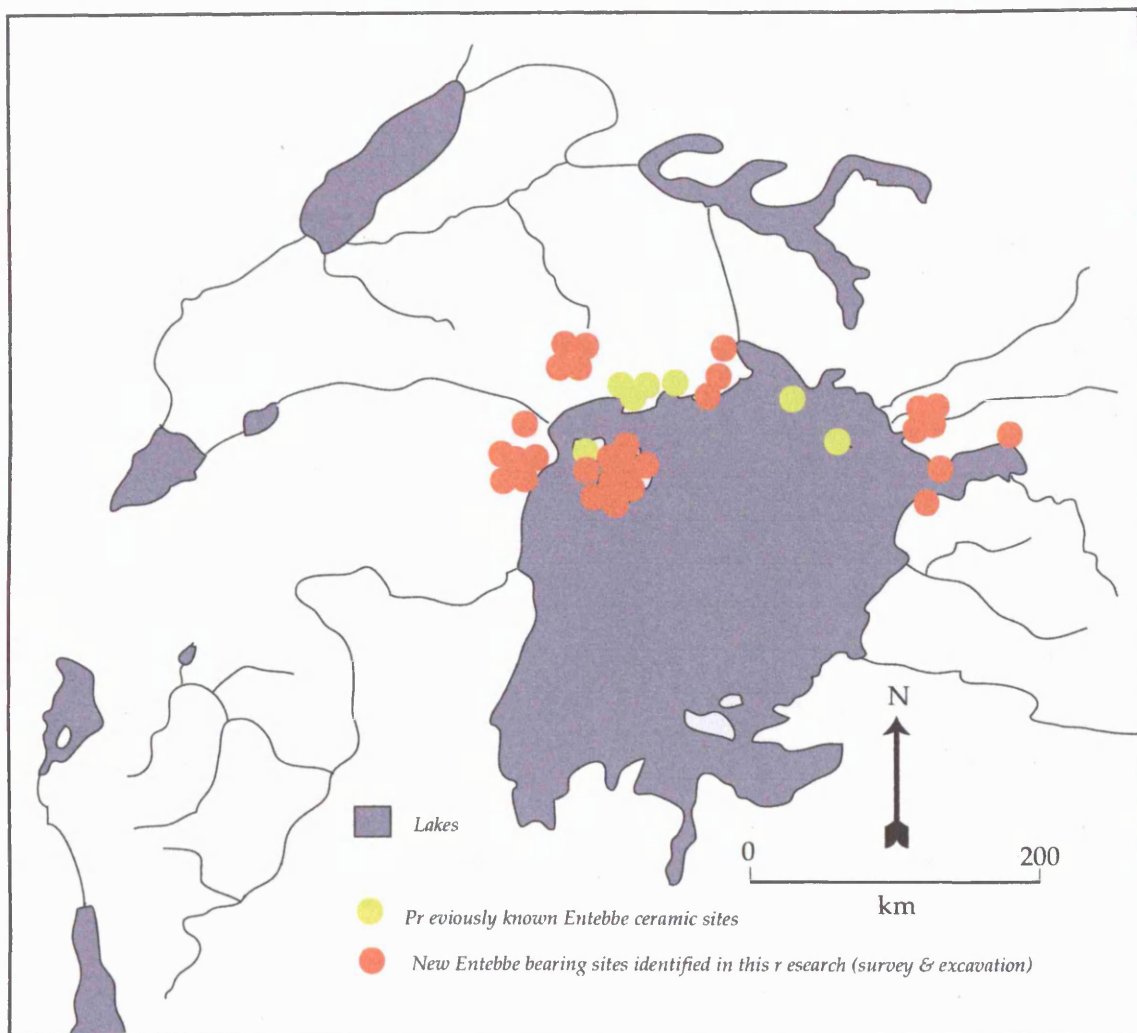 N
Lakes
0 200
km
Pr eviously known Entebbe ceramic sites
New Entebbe bearing sites identified in this r esearch (survey & excavation)